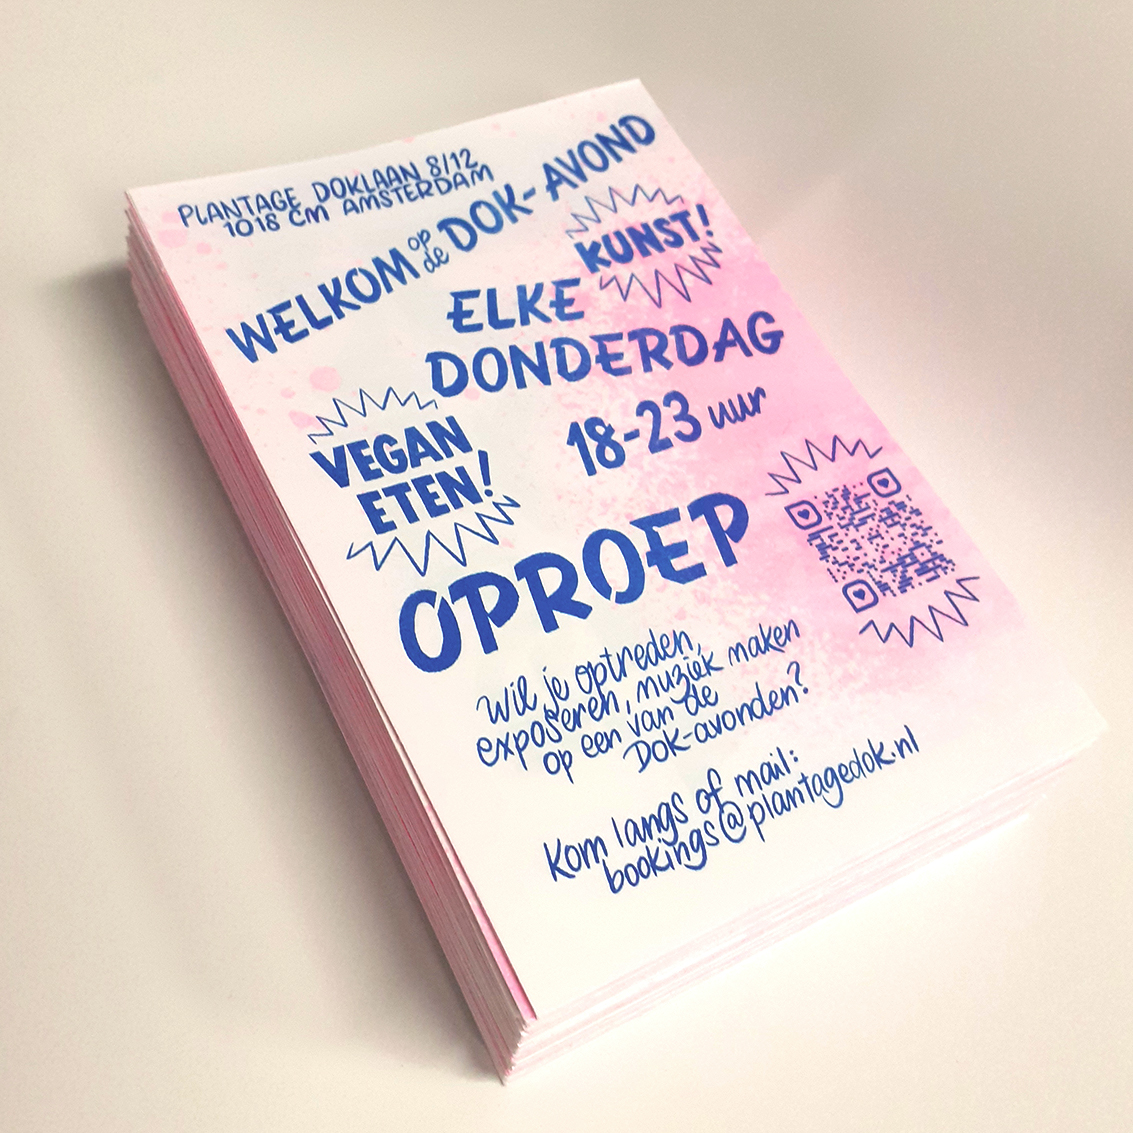 PLANTAGE DOKLAAN 8/12
1018 CM AMSTERDAM
WELKOM op de DOK-AVOND
KUNST!
ELKE
DONDERDAG
18-23 uur
VEGAN
ETEN!
OPROEP
Wil je optreden,
exposeren, muziek maken
op een van de
DOK-avonden?
Kom langs of mail:
bookings@plantagedok.nl